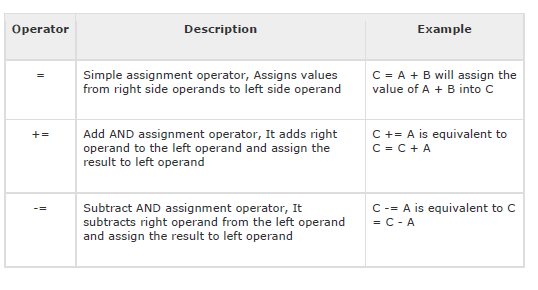 Operator Description Example
= Simple assignment operator, Assigns values C = A + B will assign the
from right side operands to left side operand value of A + B into C
+= Add AND assignment operator, It adds right C += A is equivalent to
operand to the left operand and assign the C = C + A
result to left operand
-= Subtract AND assignment operator, It C -= A is equivalent to C
subtracts right operand from the left operand = C - A
and assign the result to left operand